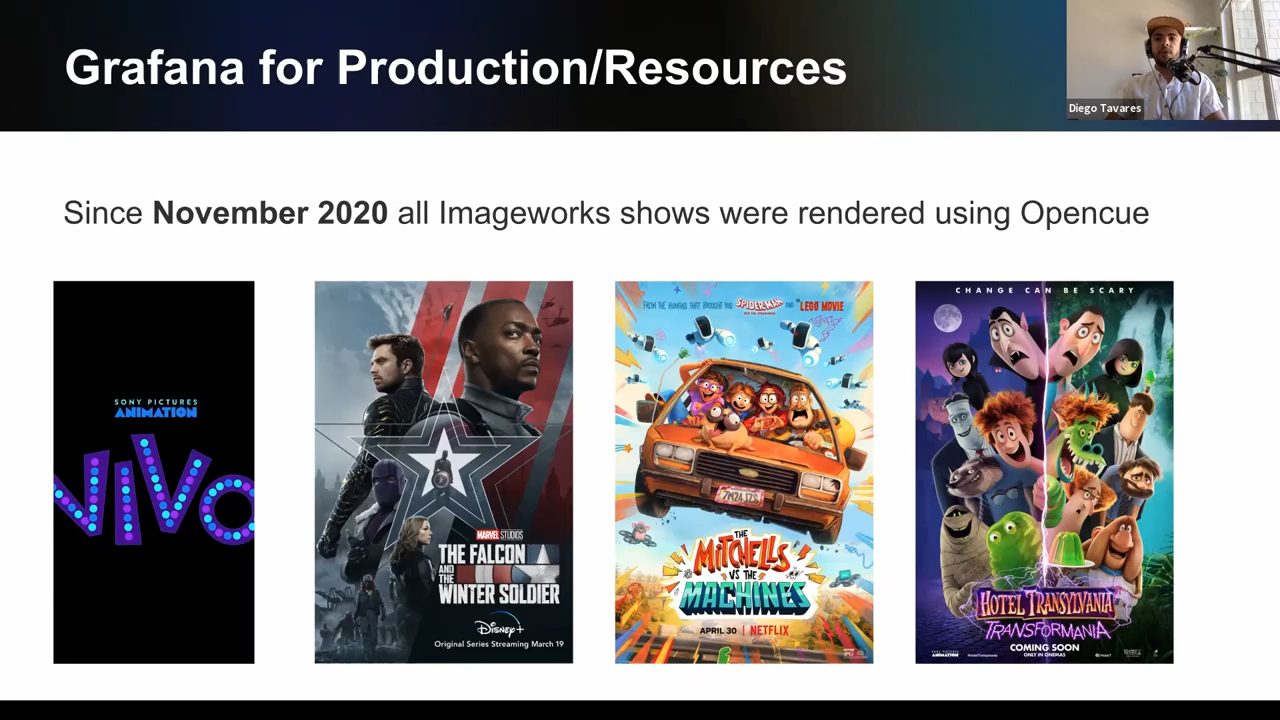 Grafana for Production/Resources
Diego Tavares
Since November 2020 all Imageworks shows were rendered using Opencue
SONY PICTURES
ANIMATION
VIVO
MARVEL STUDIOS
THE FALCON
AND THE
WINTER SOLDIER
Disney+
Original Series Streaming March 19
FROM THE HUMANS THAT BROUGHT YOU SPIDER-MAN AND THE LEGO MOVIE
THE
MITCHELLS
VS THE
MACHINES
APRIL 30 | NETFLIX
CHANGE CAN BE SCARY
HOTEL TRANSYLVANIA
TRANSFORMANIA
COMING SOON
ONLY IN CINEMAS